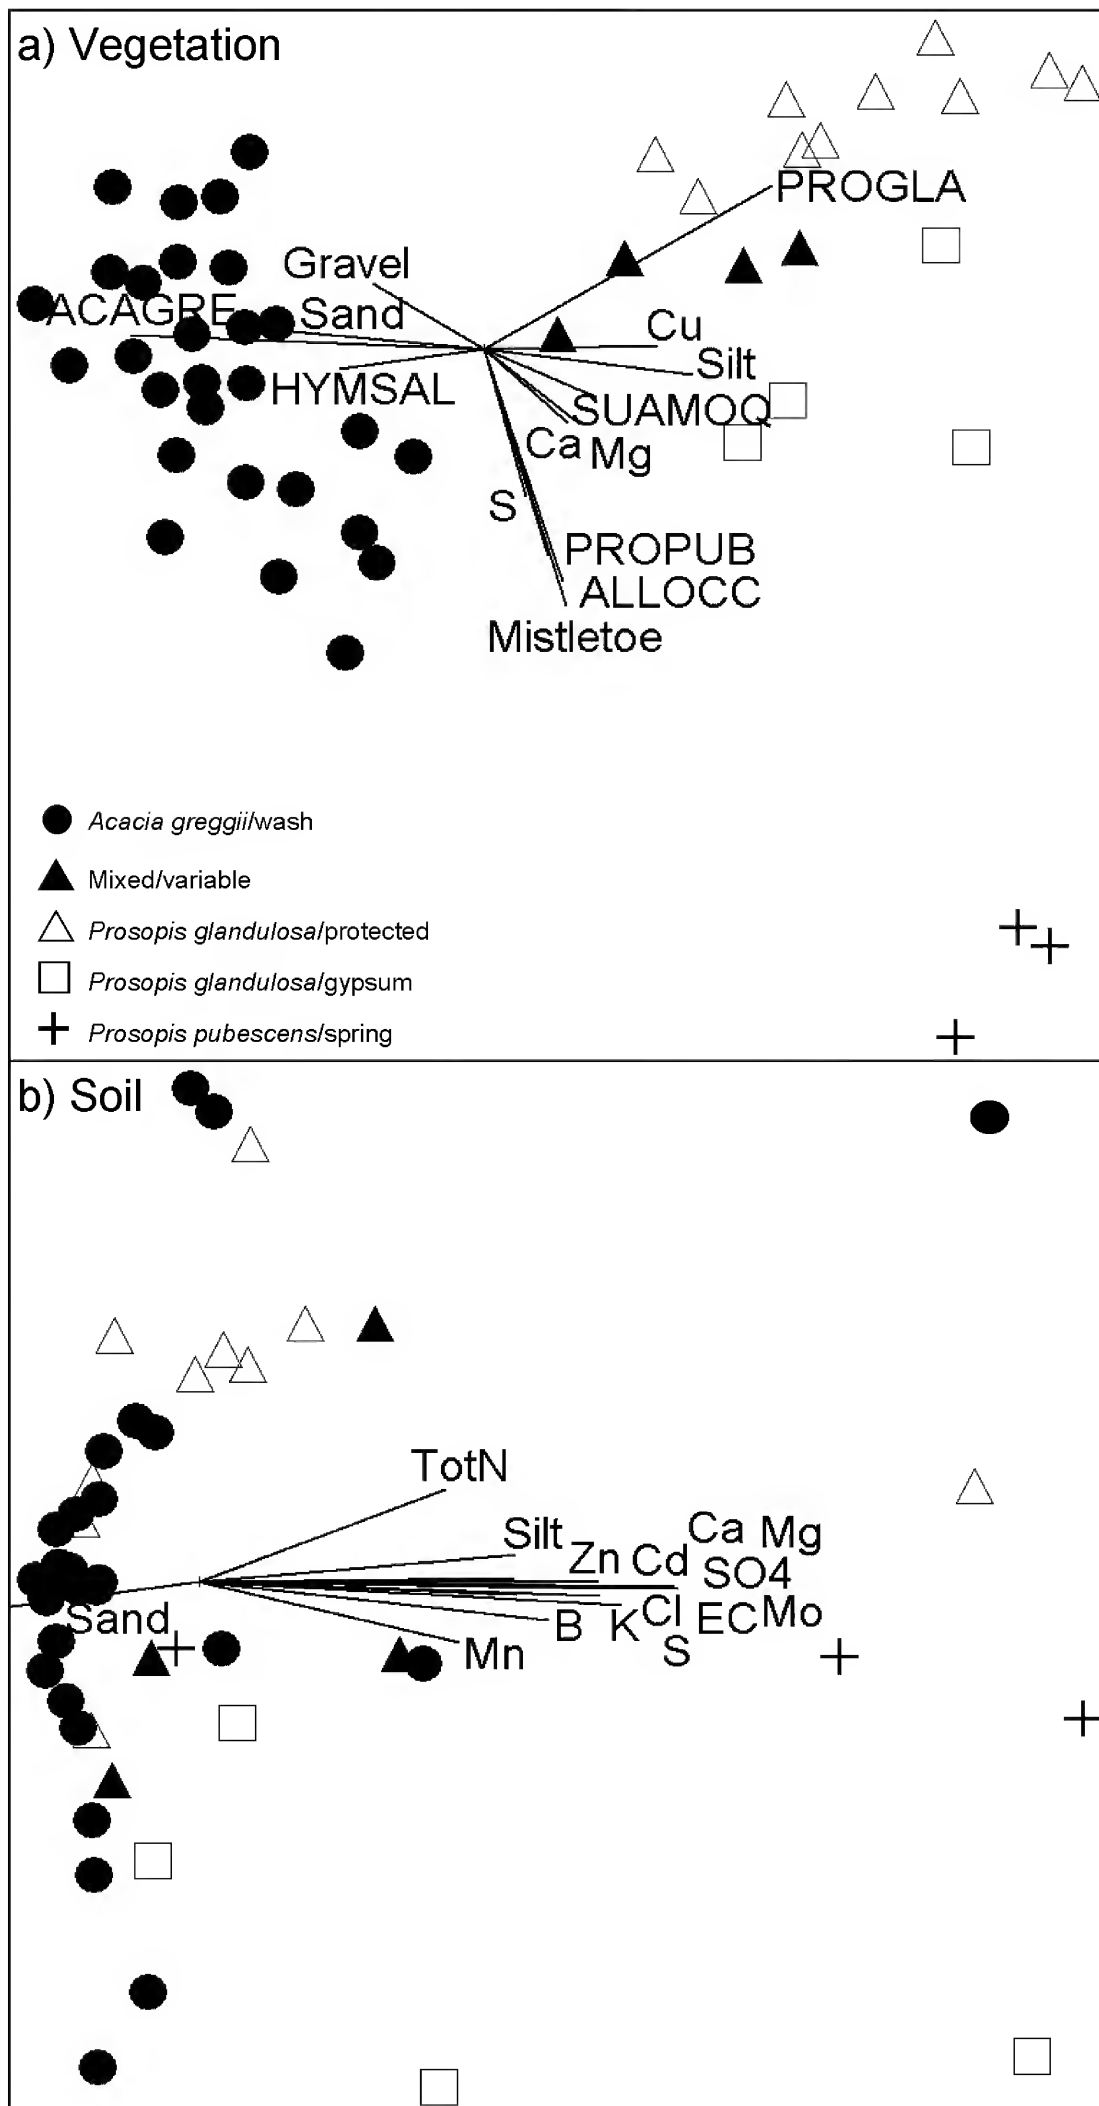 a) Vegetation
PROGLA
Gravel
ACAGRE
Sand
Cu
Silt
HYMSAL
SUAMOQ
Ca
Mg
S
PROPUB
ALLOCC
Mistletoe
Acacia greggii/wash
Mixed/variable
Prosopis glandulosa/protected
Prosopis glandulosa/gypsum
Prosopis pubescens/spring
b) Soil
TotN
Silt
Ca Mg
Zn Cd SO4
Sand
B K Cl EC Mo
Mn
S